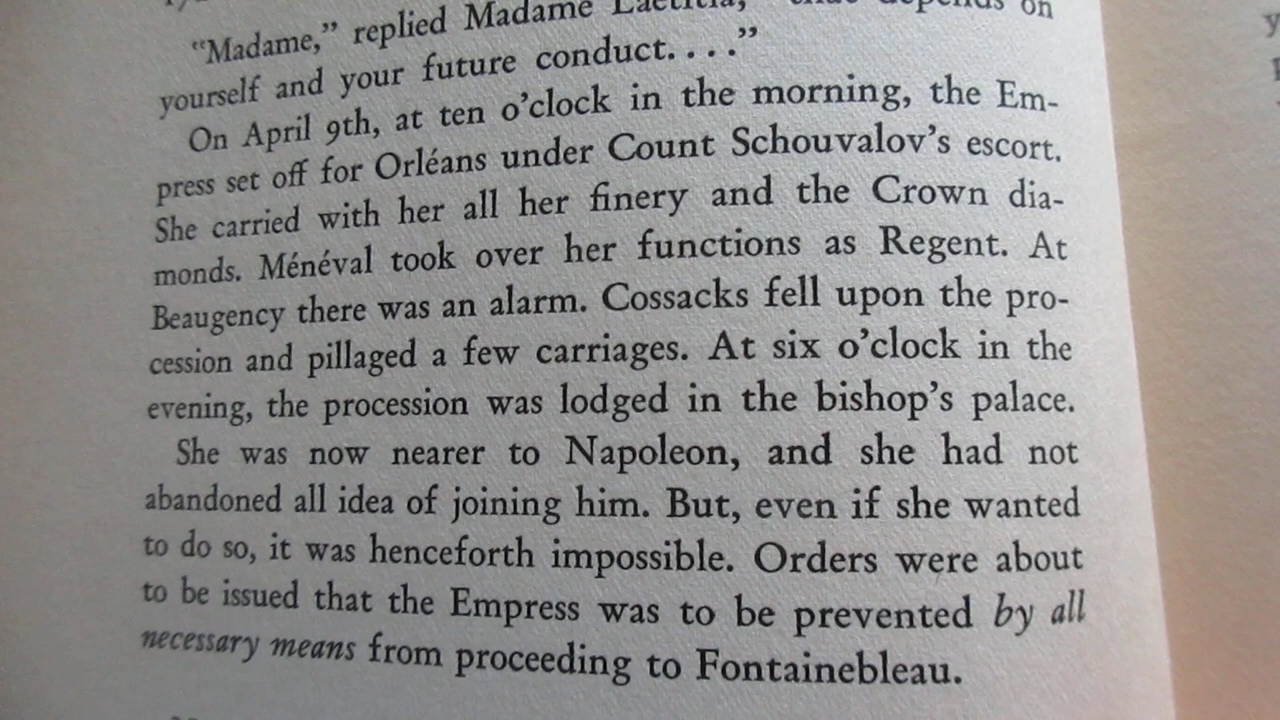 “Madame,” replied Madame Laetitia, “that depends on
yourself and your future conduct. . . .”
On April 9th, at ten o’clock in the morning, the Em-
press set off for Orléans under Count Schouvalov’s escort.
She carried with her all her finery and the Crown dia-
monds. Ménéval took over her functions as Regent. At
Beaugency there was an alarm. Cossacks fell upon the pro-
cession and pillaged a few carriages. At six o’clock in the
evening, the procession was lodged in the bishop’s palace.
She was now nearer to Napoleon, and she had not
abandoned all idea of joining him. But, even if she wanted
to do so, it was henceforth impossible. Orders were about
to be issued that the Empress was to be prevented by all
necessary means from proceeding to Fontainebleau.